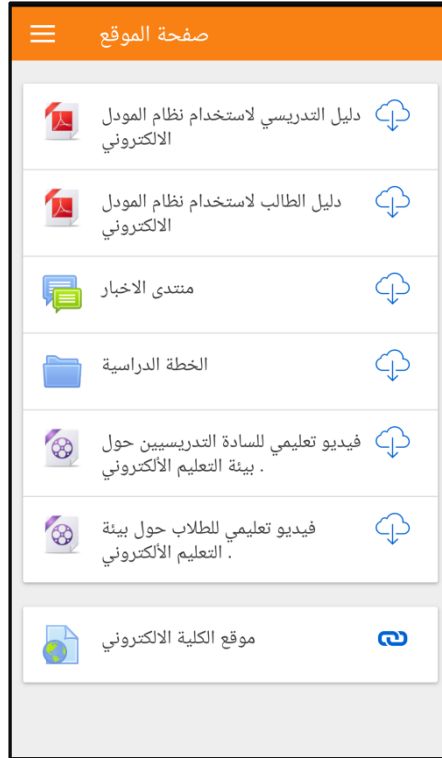 صفحة الموقع
دليل التدريسي لاستخدام نظام المودل
الالكتروني
دليل الطالب لاستخدام نظام المودل
الالكتروني
منتدى الاخبار
الخطة الدراسية
فيديو تعليمي للسادة التدريسيين حول
. بيئة التعليم الألكتروني
فيديو تعليمي للطلاب حول بيئة
. التعليم الألكتروني
موقع الكلية الالكتروني